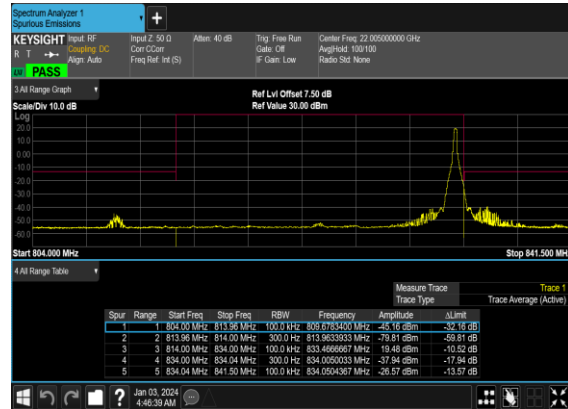 Spectrum Analyzer 1
Spurious Emissions
+
KEYSIGHT Input: RF Input Z: 50 Ω Atten: 40 dB Trig: Free Run Center Freq: 22.005000000 GHz
R T Coupling: DC Corr CCorr Gate: Off Avg|Hold: 100/100
Align: Auto Freq Ref: Int (S) IF Gain: Low Radio Std: None
LW PASS
3 All Range Graph
Ref Lvl Offset 7.50 dB
Scale/Div 10.0 dB Ref Value 30.00 dBm
Log
20.0
10.0
0.00
-10.0
-20.0
-30.0
-40.0
-50.0
-60.0
Start 804.000 MHz Stop 841.500 MH
4 All Range Table
Measure Trace Trace 1
Trace Type Trace Average (Active)
Spur Range Start Freq Stop Freq RBW Frequency Amplitude ΔLimit
1 1 804.00 MHz 813.96 MHz 100.0 kHz 809.6783400 MHz -45.16 dBm -32.16 dB
2 2 813.96 MHz 814.00 MHz 300.0 Hz 813.9633933 MHz -79.81 dBm -59.81 dB
3 3 814.00 MHz 834.00 MHz 100.0 kHz 833.4666667 MHz 19.48 dBm -10.52 dB
4 4 834.00 MHz 834.04 MHz 300.0 Hz 834.0050033 MHz -37.94 dBm -17.94 dB
5 5 834.04 MHz 841.50 MHz 100.0 kHz 834.0504367 MHz -26.57 dBm -13.57 dB
? Jan 03, 2024
4:46:39 AM